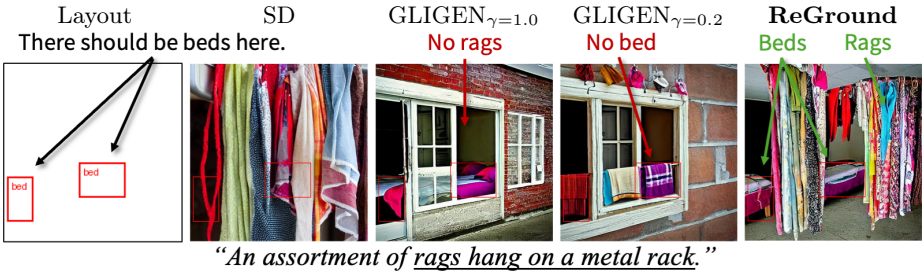 Layout SD GLIGENγ=1.0 GLIGENγ=0.2 ReGround
There should be beds here. No rags No bed Beds Rags
bed bed
“An assortment of rags hang on a metal rack.”